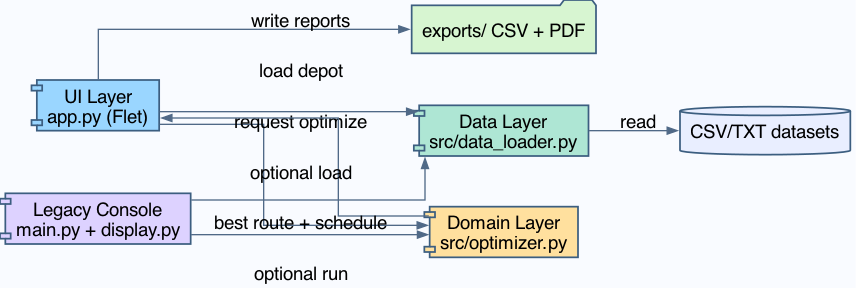 write reports
exports/ CSV + PDF
load depot
UI Layer
app.py (Flet)
request optimize
Data Layer
src/data_loader.py
read
CSV/TXT datasets
optional load
Legacy Console
main.py + display.py
best route + schedule
Domain Layer
src/optimizer.py
optional run